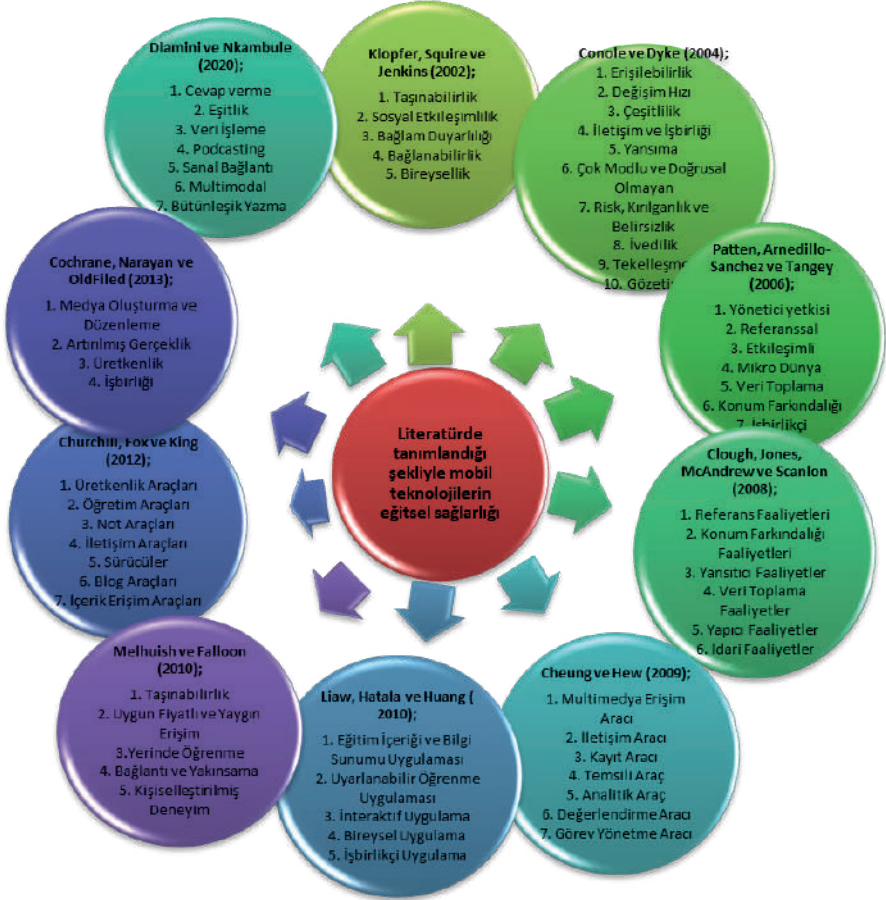 Klopfer, Squire ve
Jenkins (2002);
1. Taşınabilirlik
2. Sosyal Etkileşimlilik
3. Bağlam Duyarlılığı
4. Bağlanabilirlik
5. Bireysellik
Conole ve Dyke (2004);
1. Erişilebilirlik
2. Değişim Hızı
3. Çeşitlilik
4. İletişim ve İşbirliği
5. Yansıma
6. Çok Modlu ve Doğrusal
Olmayan
7. Risk, Kırılganlık ve
Belirsizlik
8. İvedilik
9. Tekelleşme
10.
Patten, Arnedillo-
Sanchez ve Tangey
(2006);
1. Yönetici yetkisi
2. Referanssal
3. Etkileşimli
4. Mikro Dünya
5. Veri Toplama
6. Konum Farkındalığı
7. İşbirlikçi
Clough, Jones,
McAndrew ve Scanlon
(2008);
1. Referans Faaliyetleri
2. Konum Farkındalığı
Faaliyetleri
3. Yansıtıcı Faaliyetler
4. Veri Toplama
Faaliyetler
5. Yapıcı Faaliyetler
6. İdari Faaliyetler
Cheung ve Hew (2009);
1. Multimedya Erişim
Aracı
2. İletişim Aracı
3. Kayıt Aracı
4. Temsili Araç
5. Analitik Araç
6. Değerlendirme Aracı
7. Görev Yönetme Aracı
Liaw, Hatala ve Huang (
2010);
1. Eğitim İçeriği ve Bilgi
Sunumu Uygulaması
2. Uyarlanabilir Öğrenme
Uygulaması
3. İnteraktif Uygulama
4. Bireysel Uygulama
5. İşbirlikçi Uygulama
Melhuish ve Falloon
(2010);
1. Taşınabilirlik
2. Uygun Fiyatlı ve Yaygın
Erişim
3.Yerinde Öğrenme
4. Bağlantı ve Yakınsama
5. Kişiselleştirilmiş
Deneyim
Churchill, Fox ve King
(2012);
1. Üretkenlik Araçları
2. Öğretim Araçları
3. Not Araçları
4. İletişim Araçları
5. Sürücüler
6. Blog Araçları
7. İçerik Erişim Araçları
Cochrane, Narayan ve
OldFiled (2013);
1. Medya Oluşturma ve
Düzenleme
2. Artırılmış Gerçeklik
3. Üretkenlik
4. İşbirliği
Dlamini ve Nkambule
(2020);
1. Cevap verme
2. Eşitlik
3. Veri İşleme
4. Podcasting
5. Sanal Bağlantı
6. Multimodal
7. Bütünleşik Yazma
Literatürde
tanımlandığı
şekliyle mobil
teknolojilerin
eğitsel sağlarlığı